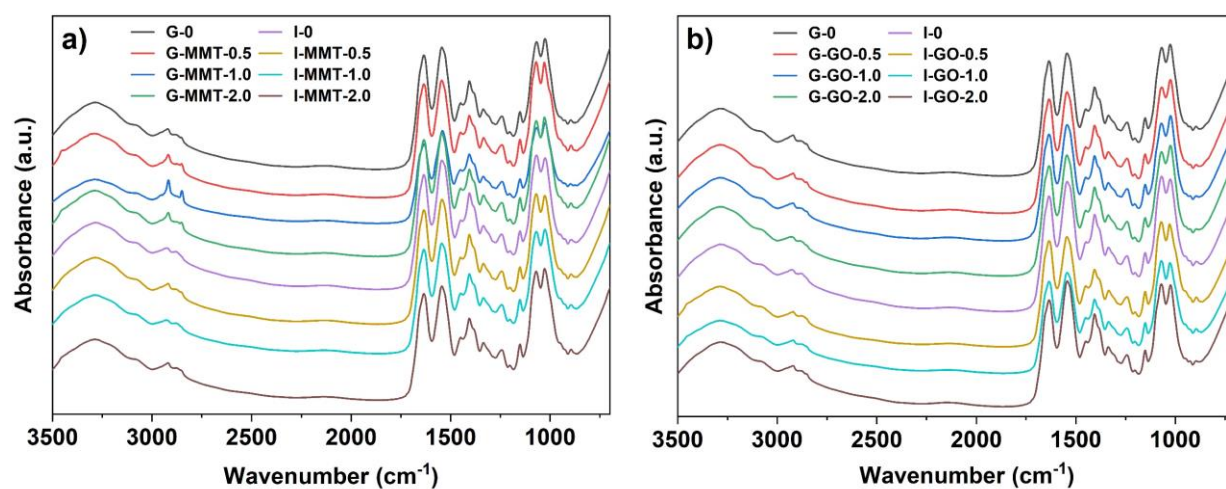 a)
G-0 I-0
G-MMT-0.5 I-MMT-0.5
G-MMT-1.0 I-MMT-1.0
G-MMT-2.0 I-MMT-2.0
Absorbance (a.u.)
3500 3000 2500 2000 1500 1000
Wavenumber (cm⁻¹)
b)
G-0 I-0
G-GO-0.5 I-GO-0.5
G-GO-1.0 I-GO-1.0
G-GO-2.0 I-GO-2.0
Absorbance (a.u.)
3500 3000 2500 2000 1500 1000
Wavenumber (cm⁻¹)